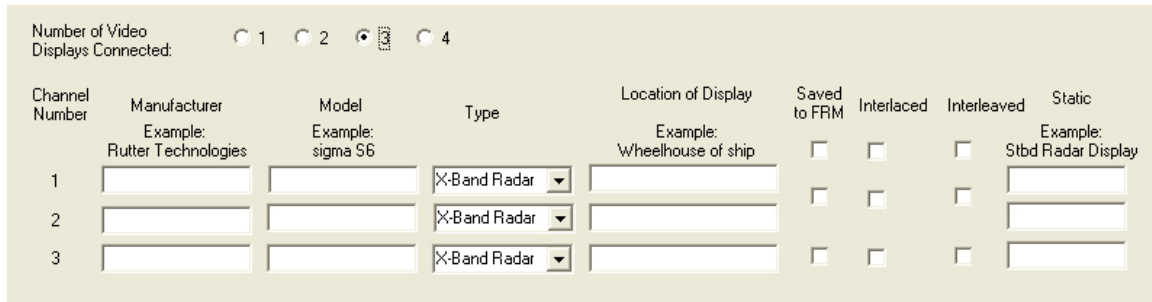 Number of Video
Displays Connected:
1 2 3 4
Channel
Number
Manufacturer
Example:
Rutter Technologies
Model
Example:
sigma S6
Type
Location of Display
Example:
Wheelhouse of ship
Saved
to FRM
Interlaced
Interleaved
Static
Example:
Stbd Radar Display
1 X-Band Radar
2 X-Band Radar
3 X-Band Radar